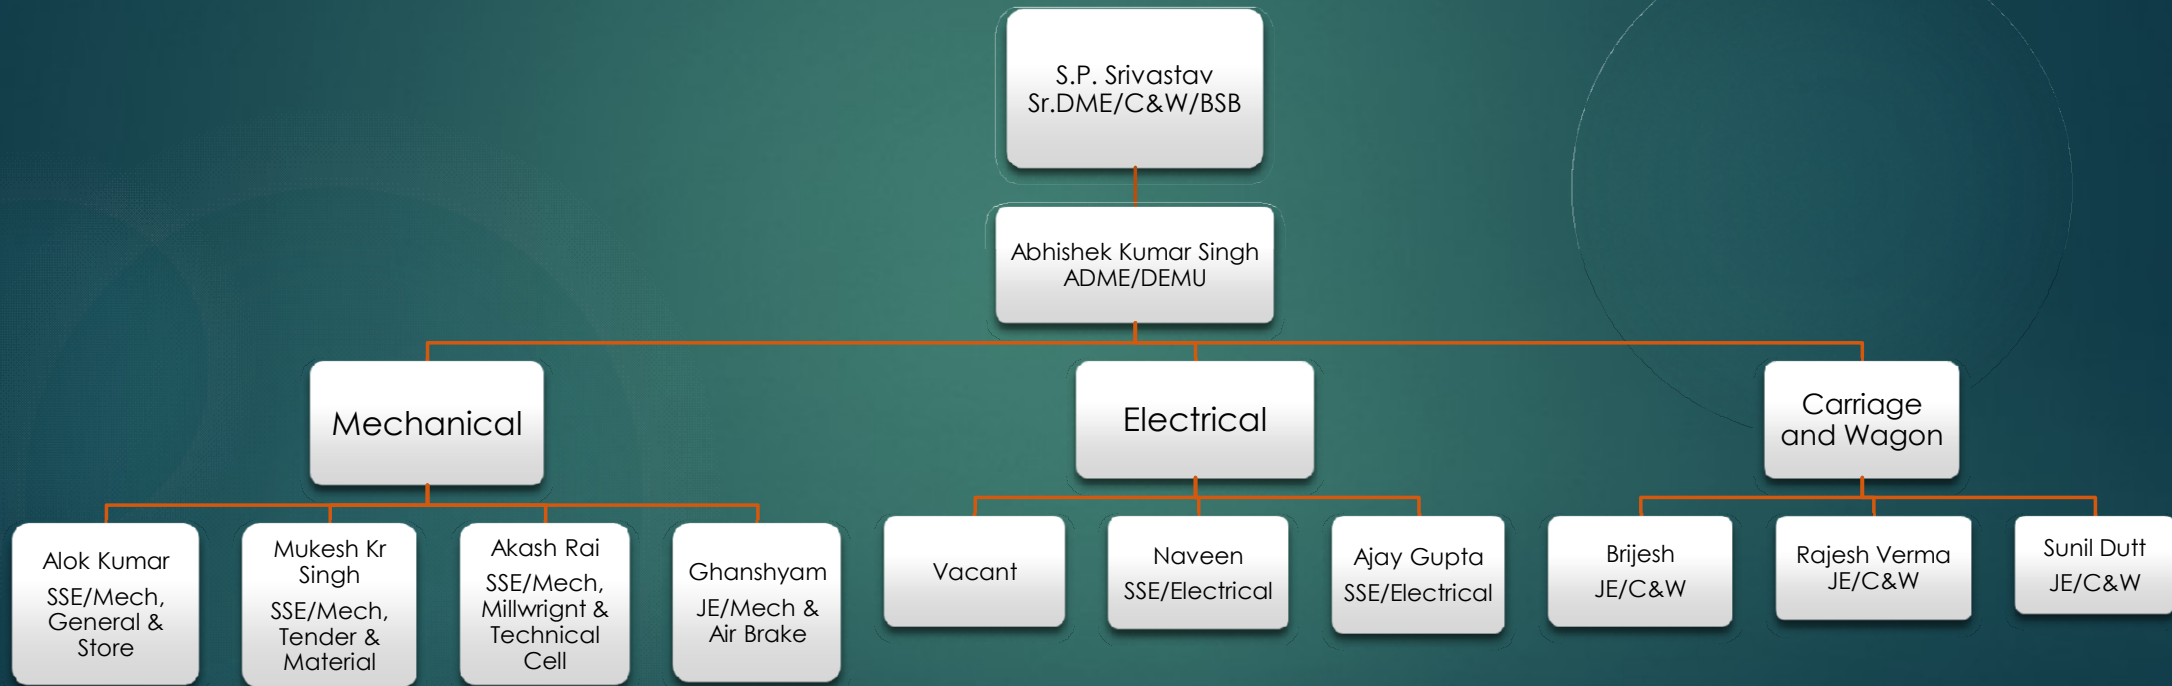 S.P. Srivastav
Sr.DME/C&W/BSB
Abhishek Kumar Singh
ADME/DEMU
Mechanical
Electrical
Carriage
and Wagon
Alok Kumar
SSE/Mech,
General &
Store
Mukesh Kr
Singh
SSE/Mech,
Tender &
Material
Akash Rai
SSE/Mech,
Millwrignt &
Technical
Cell
Ghanshyam
JE/Mech &
Air Brake
Vacant
Naveen
SSE/Electrical
Ajay Gupta
SSE/Electrical
Brijesh
JE/C&W
Rajesh Verma
JE/C&W
Sunil Dutt
JE/C&W